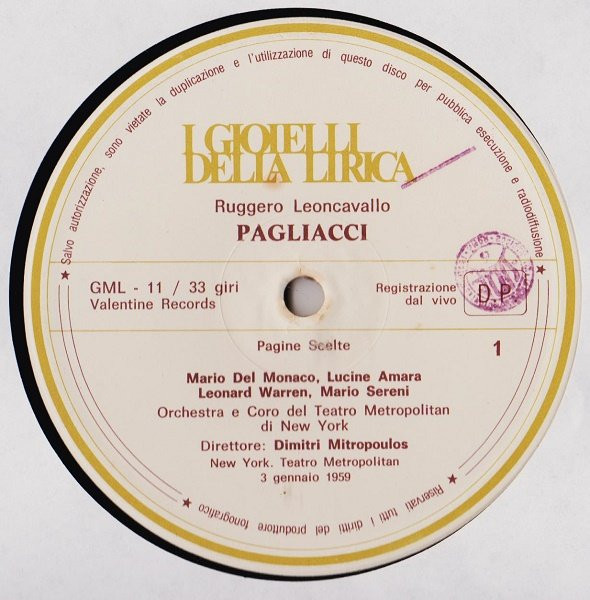 ★ Salvo autorizzazione, sono vietate la duplicazione e l'utilizzazione di questo disco per pubblica esecuzione e radiodiffusione ★
I GIOIELLI
DELLA LIRICA
Ruggero Leoncavallo
PAGLIACCI
GML - 11 / 33 giri
Valentine Records
Registrazione
dal vivo
D.P
Pagine Scelte
1
Mario Del Monaco, Lucine Amara
Leonard Warren, Mario Sereni
Orchestra e Coro del Teatro Metropolitan
di New York
Direttore: Dimitri Mitropoulos
New York. Teatro Metropolitan
3 gennaio 1959
★ Riservati tutti i diritti del produttore fonografico ★